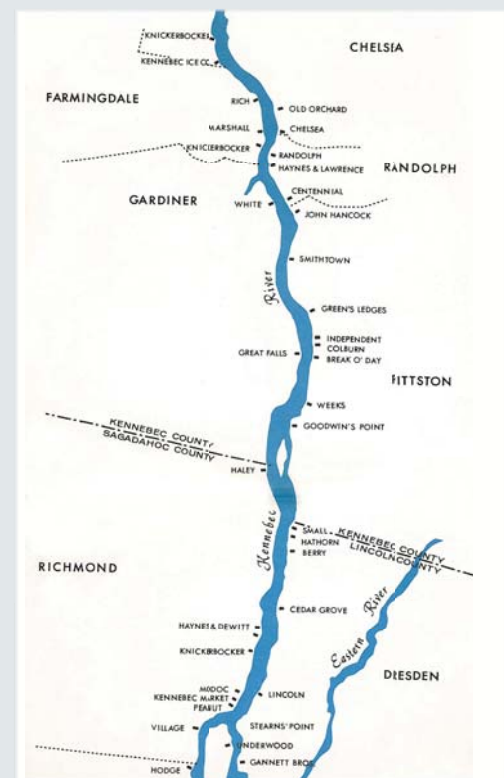 KNICKERBOCKER
CHELSIA
KENNEBEC ICE CO.
FARMINGDALE
RICH
OLD ORCHARD
MARSHALL
CHELSEA
KNICIERBOCKER
RANDOLPH
HAYNES & LAWRENCE
RANDOLPH
GARDINER
CENTENNIAL
WHITE
JOHN HANCOCK
SMITHTOWN
River
GREEN'S LEDGES
INDEPENDENT
COLBURN
GREAT FALLS
BREAK O' DAY
PITTSTON
WEEKS
GOODWIN'S POINT
KENNEBEC COUNTY
SAGADAHOC COUNTY
HALEY
Kennebec
SMALL
KENNEBEC COUNTY
LINCOLN COUNTY
HATHORN
BERRY
RICHMOND
CEDAR GROVE
Eastern River
HAYNES & DEWITT
KNICKERBOCKER
DRESDEN
MODOC
KENNEBEC MARKET
LINCOLN
PEABUT
VILLAGE
STEARNS' POINT
UNDERWOOD
HODGE
GANNETT BROS.